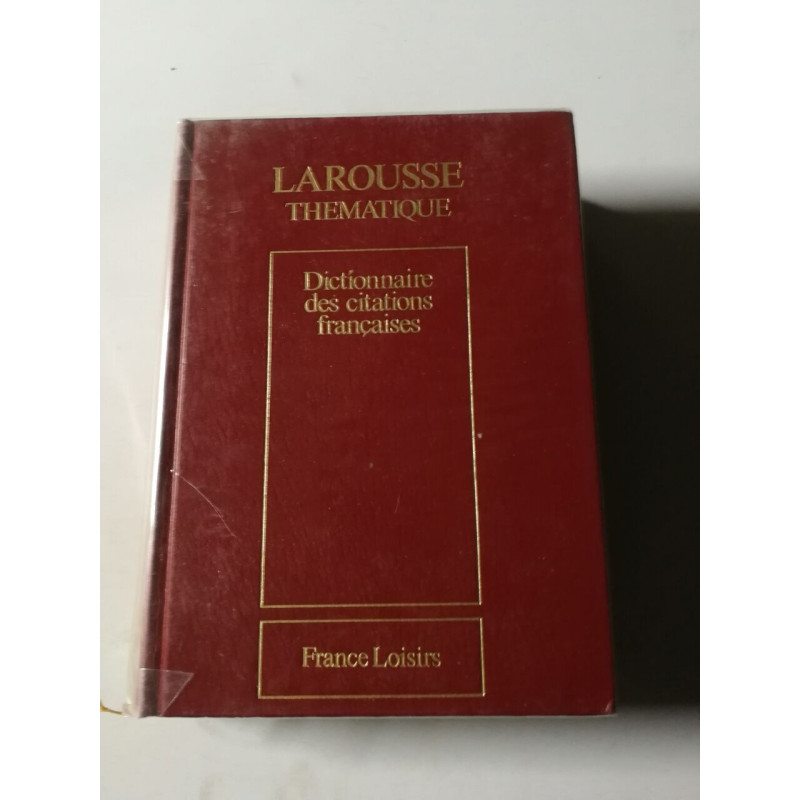 LAROUSSE
THEMATIQUE
Dictionnaire
des citations
françaises
France Loisirs